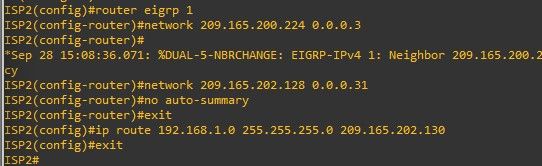 ISP2(config)#router eigrp 1
ISP2(config-router)#network 209.165.200.224 0.0.0.3
ISP2(config-router)#
*Sep 28 15:08:36.071: %DUAL-5-NBRCHANGE: EIGRP-IPv4 1: Neighbor 209.165.200.2
cy
ISP2(config-router)#network 209.165.202.128 0.0.0.31
ISP2(config-router)#no auto-summary
ISP2(config-router)#exit
ISP2(config)#ip route 192.168.1.0 255.255.255.0 209.165.202.130
ISP2(config)#exit
ISP2#